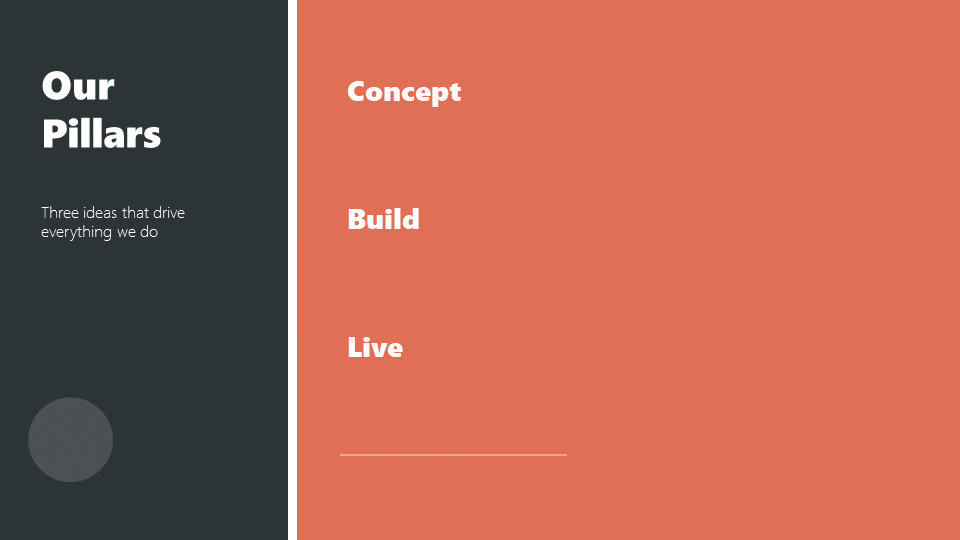 Our
Pillars
Three ideas that drive
everything we do
Concept
Build
Live